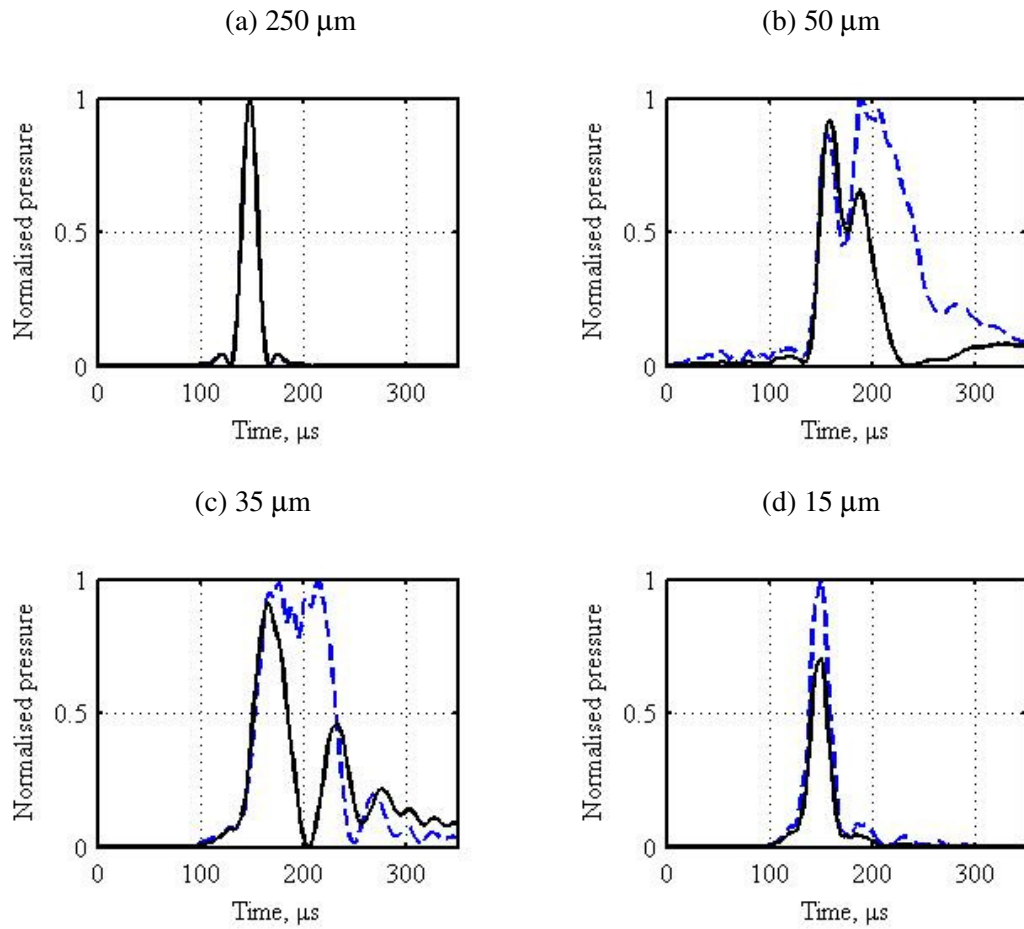 (a) 250 μm
(b) 50 μm
Normalised pressure
1
0.5
0
0 100 200 300
Time, μs
Normalised pressure
1
0.5
0
0 100 200 300
Time, μs
(c) 35 μm
(d) 15 μm
Normalised pressure
1
0.5
0
0 100 200 300
Time, μs
Normalised pressure
1
0.5
0
0 100 200 300
Time, μs